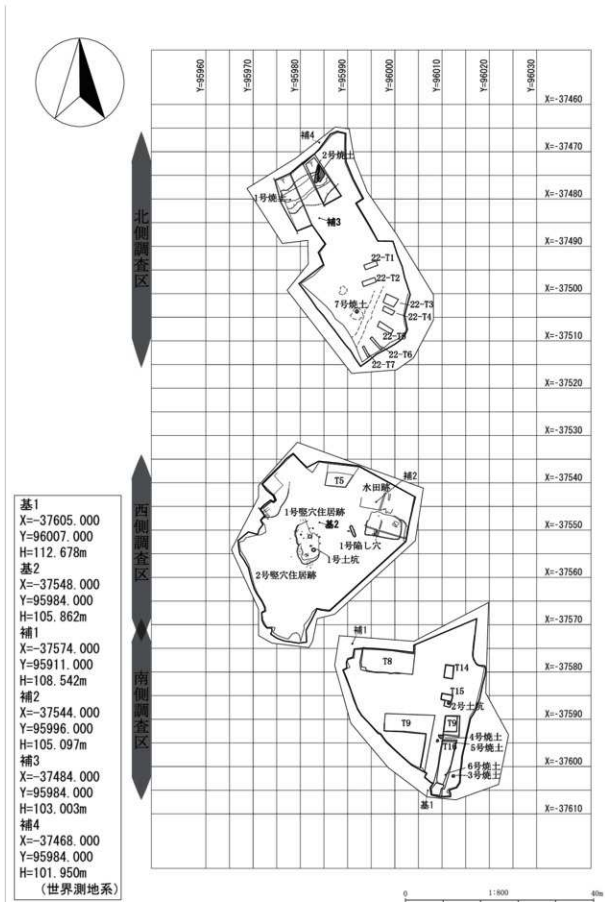 Y=95960
Y=95970
Y=95980
Y=95990
Y=96000
Y=96010
Y=96020
Y=96030
X=-37460
X=-37470
X=-37480
X=-37490
X=-37500
X=-37510
X=-37520
X=-37530
X=-37540
X=-37550
X=-37560
X=-37570
X=-37580
X=-37590
X=-37600
X=-37610
北側調査区
補4
2号焼土
1号焼土
補3
22-T1
22-T2
22-T3
22-T4
7号焼土
22-T5
22-T6
22-T7
西側調査区
T5
水田跡
補2
1号竪穴住居跡
基2
1号陥し穴
1号土坑
2号竪穴住居跡
南側調査区
補1
T8
T14
T15
2号土坑
T9
T9
4号焼土
T16
5号焼土
6号焼土
3号焼土
基1
基1
X=-37605.000
Y=96007.000
H=112.678m
基2
X=-37548.000
Y=95984.000
H=105.862m
補1
X=-37574.000
Y=95911.000
H=108.542m
補2
X=-37544.000
Y=95996.000
H=105.097m
補3
X=-37484.000
Y=95984.000
H=103.003m
補4
X=-37468.000
Y=95984.000
H=101.950m
(世界測地系)
0 1:800 40m